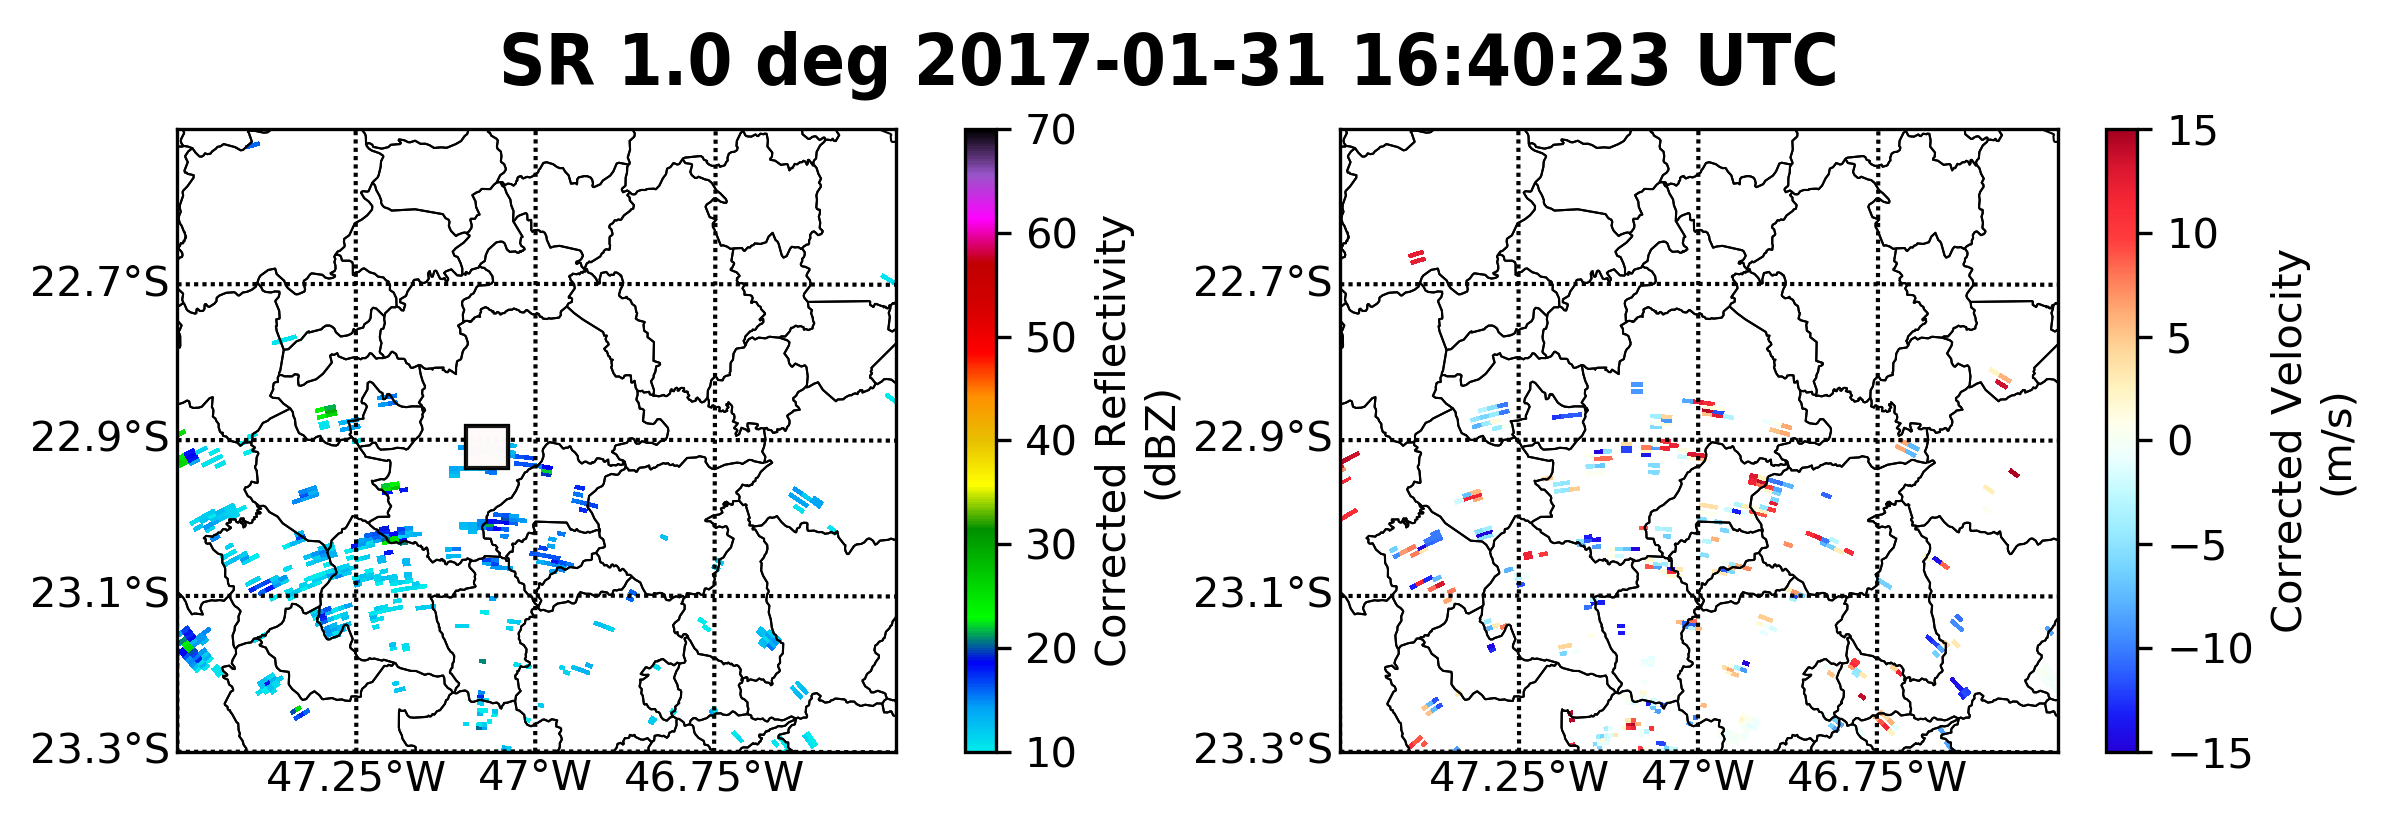 SR 1.0 deg 2017-01-31 16:40:23 UTC
22.7°S
22.9°S
23.1°S
23.3°S
47.25°W
47°W
46.75°W
70
60
50
40
30
20
10
Corrected Reflectivity
(dBZ)
22.7°S
22.9°S
23.1°S
23.3°S
47.25°W
47°W
46.75°W
15
10
5
0
−5
−10
−15
Corrected Velocity
(m/s)